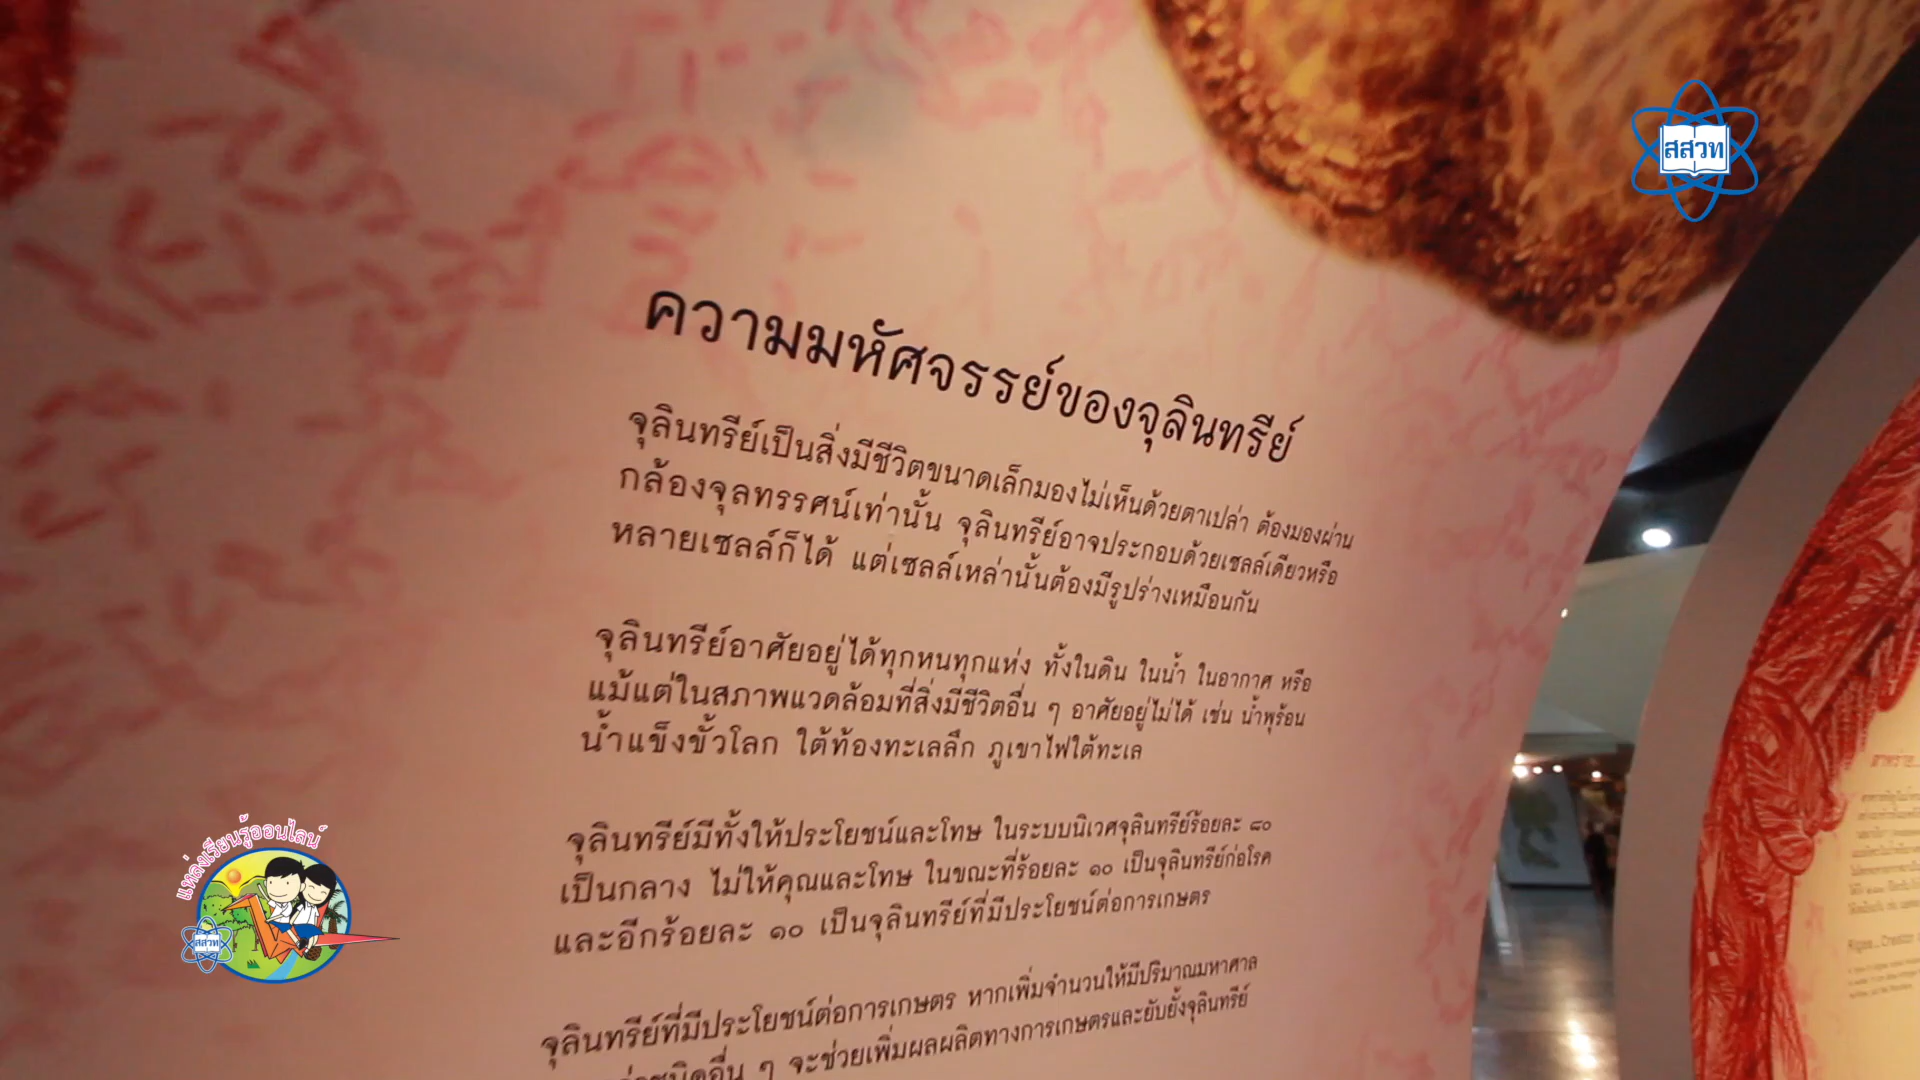 สสวท
ความมหัศจรรย์ของจุลินทรีย์
จุลินทรีย์เป็นสิ่งมีชีวิตขนาดเล็กมองไม่เห็นด้วยตาเปล่า ต้องมองผ่าน
กล้องจุลทรรศน์เท่านั้น จุลินทรีย์อาจประกอบด้วยเซลล์เดียวหรือ
หลายเซลล์ก็ได้ แต่เซลล์เหล่านั้นต้องมีรูปร่างเหมือนกัน
จุลินทรีย์อาศัยอยู่ได้ทุกหนทุกแห่ง ทั้งในดิน ในน้ำ ในอากาศ หรือ
แม้แต่ในสภาพแวดล้อมที่สิ่งมีชีวิตอื่น ๆ อาศัยอยู่ไม่ได้ เช่น น้ำพุร้อน
น้ำแข็งขั้วโลก ใต้ท้องทะเลลึก ภูเขาไฟใต้ทะเล
จุลินทรีย์มีทั้งให้ประโยชน์และโทษ ในระบบนิเวศจุลินทรีย์ร้อยละ ๘๐
เป็นกลาง ไม่ให้คุณและโทษ ในขณะที่ร้อยละ ๑๐ เป็นจุลินทรีย์ก่อโรค
และอีกร้อยละ ๑๐ เป็นจุลินทรีย์ที่มีประโยชน์ต่อการเกษตร
จุลินทรีย์ที่มีประโยชน์ต่อการเกษตร หากเพิ่มจำนวนให้มีปริมาณมหาศาล
ชนิดอื่น ๆ จะช่วยเพิ่มผลผลิตทางการเกษตรและยับยั้งจุลินทรีย์
แหล่งเรียนรู้ออนไลน์
สสวท